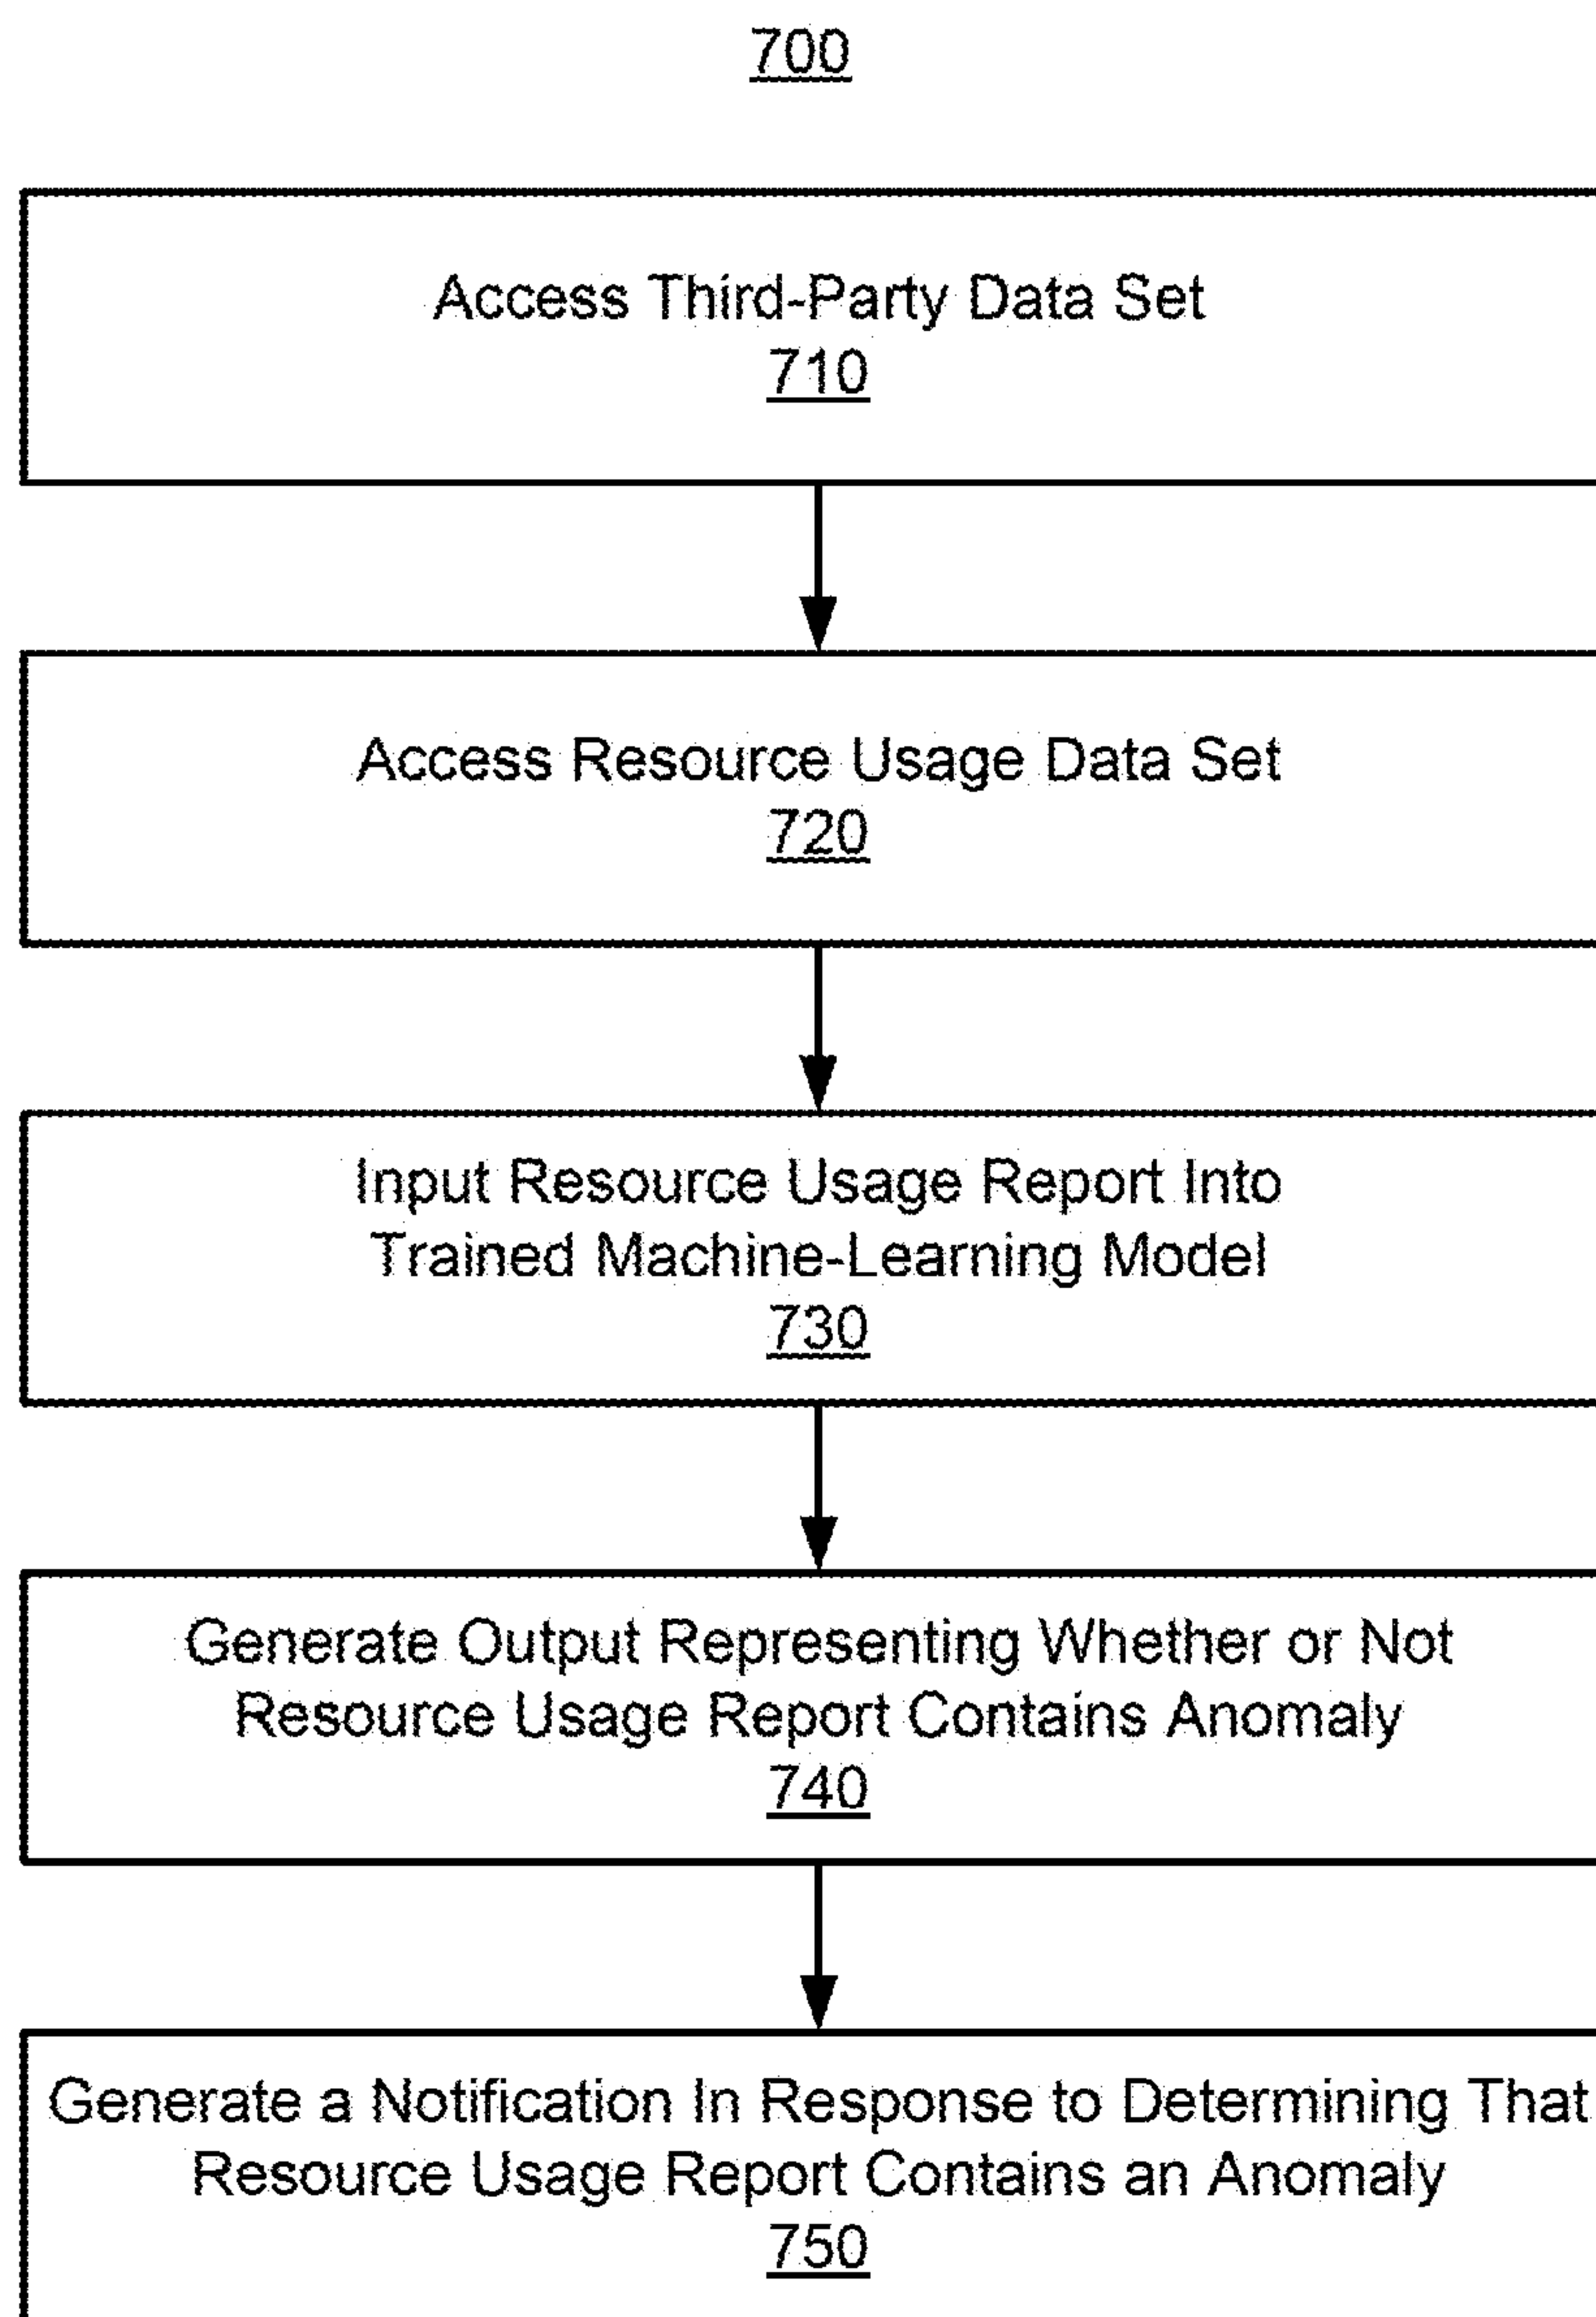 700
Access Third-Party Data Set
710
Access Resource Usage Data Set
720
Input Resource Usage Report Into
Trained Machine-Learning Model
730
Generate Output Representing Whether or Not
Resource Usage Report Contains Anomaly
740
Generate a Notification In Response to Determining That
Resource Usage Report Contains an Anomaly
750